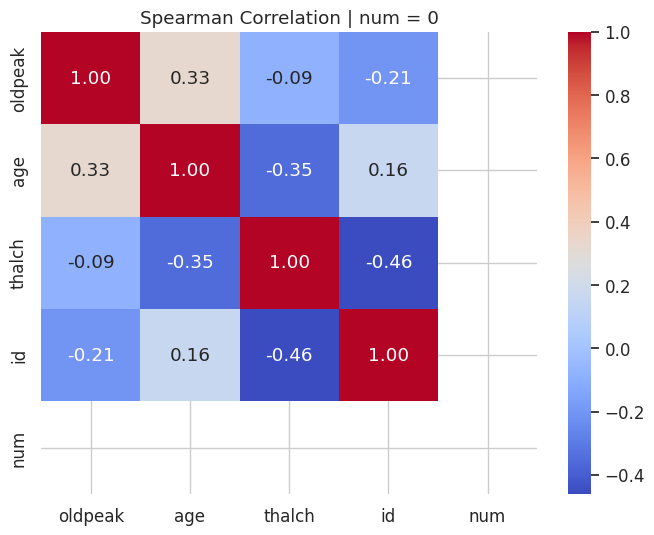 Spearman Correlation | num = 0
oldpeak 1.00 0.33 -0.09 -0.21
age 0.33 1.00 -0.35 0.16
thalch -0.09 -0.35 1.00 -0.46
id -0.21 0.16 -0.46 1.00
num
oldpeak age thalch id num
1.0
0.8
0.6
0.4
0.2
0.0
−0.2
−0.4